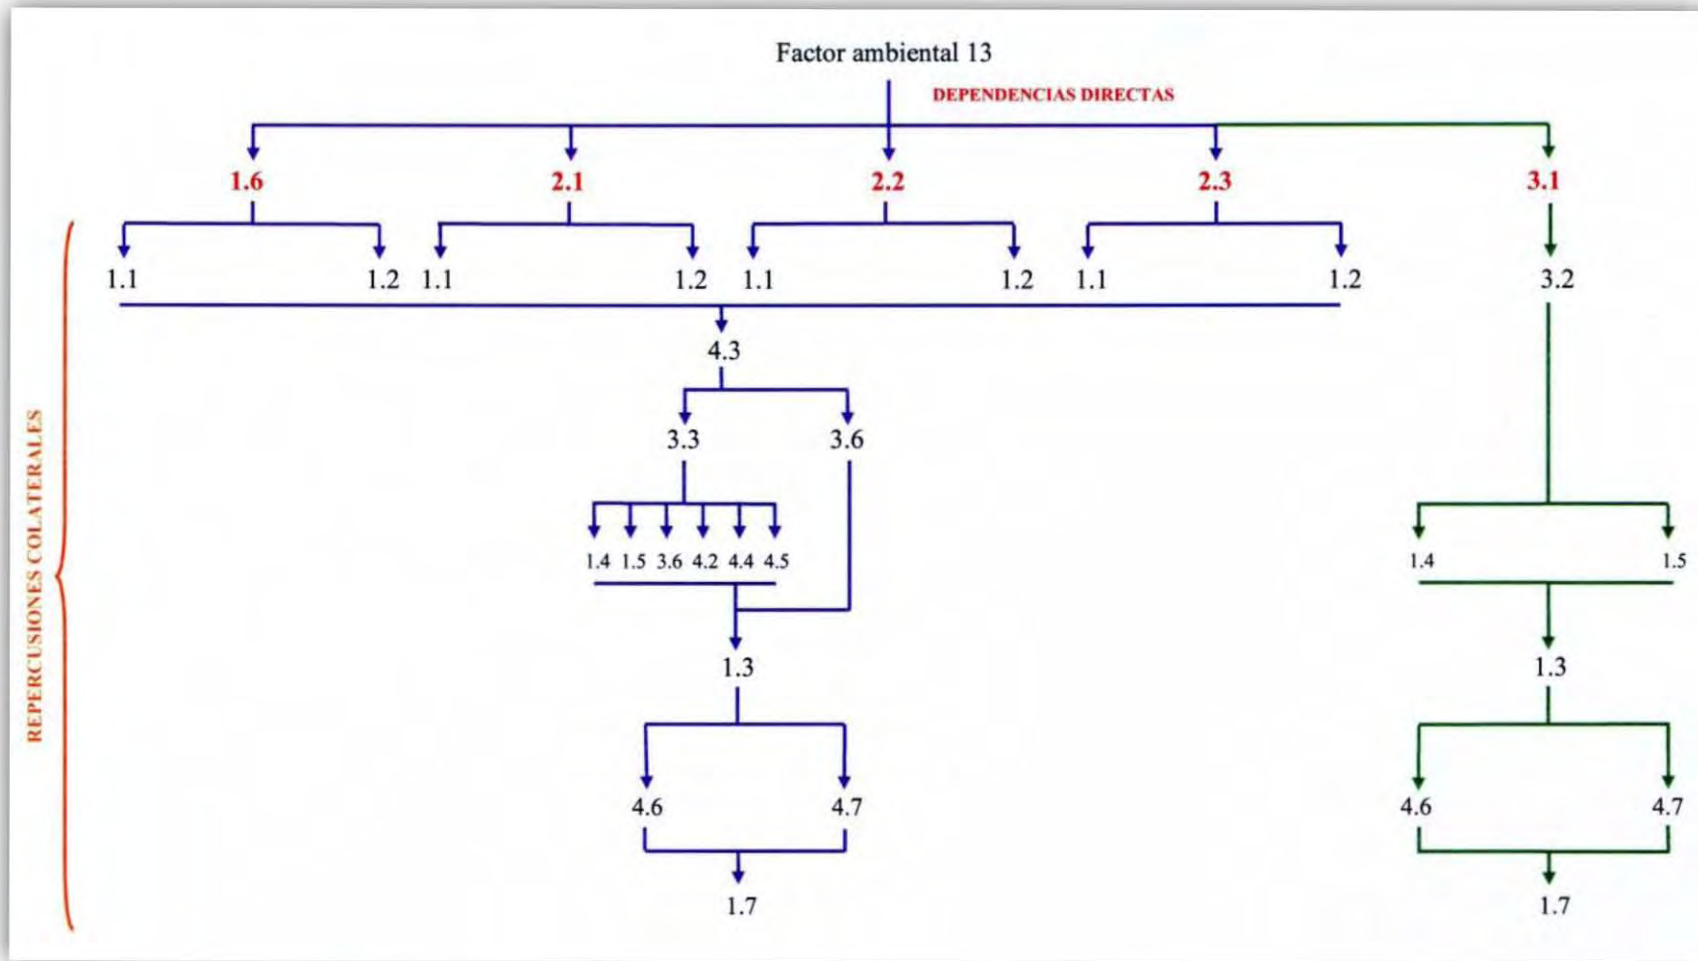 Factor ambiental 13
DEPENDENCIAS DIRECTAS
1.6 2.1 2.2 2.3 3.1
1.1 1.2 1.1 1.2 1.1 1.2 1.1 1.2 3.2
4.3
3.3 3.6
1.4 1.5 3.6 4.2 4.4 4.5 1.4 1.5
1.3 1.3
4.6 4.7 4.6 4.7
1.7 1.7
REPERCUSIONES COLATERALES